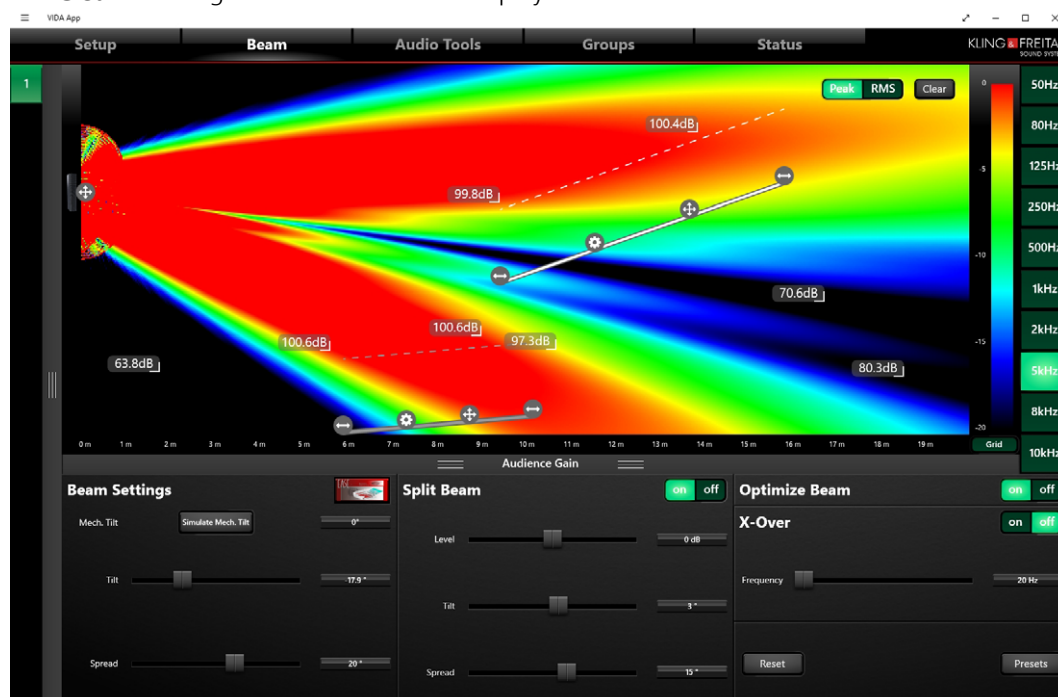 VIDA App
Setup
Beam
Audio Tools
Groups
Status
KLING & FREITA
SOUND SYST
1
Peak
RMS
Clear
0
-5
-10
-15
-20
100.4dB
99.8dB
70.6dB
100.6dB
97.3dB
100.6dB
63.8dB
80.3dB
50Hz
80Hz
125Hz
250Hz
500Hz
1kHz
2kHz
5kHz
8kHz
10kHz
0 m 1 m 2 m 3 m 4 m 5 m 6 m 7 m 8 m 9 m 10 m 11 m 12 m 13 m 14 m 15 m 16 m 17 m 18 m 19 m
Grid
Audience Gain
Beam Settings
Mech. Tilt
Simulate Mech. Tilt
0°
Tilt
-17.9 °
Spread
20 °
Split Beam
on off
Level
0 dB
Tilt
3 °
Spread
15 °
Optimize Beam
on off
X-Over
on off
Frequency
20 Hz
Reset
Presets